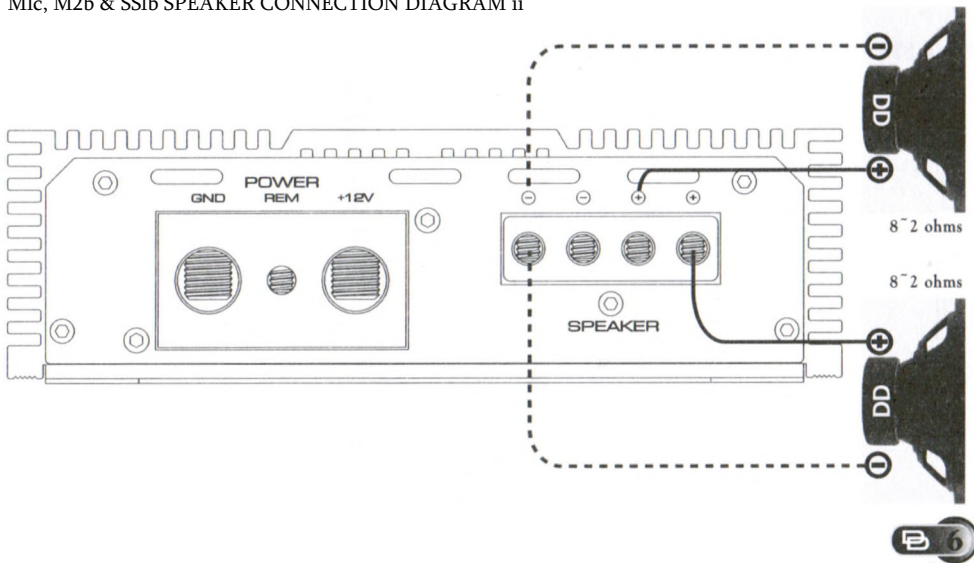 M1c, M2b & SS1b SPEAKER CONNECTION DIAGRAM ii
POWER
GND REM +12V
SPEAKER
⊖ ⊖ ⊕ ⊕
⊖
DD
⊕
8~2 ohms
8~2 ohms
⊕
DD
⊖
DD 6